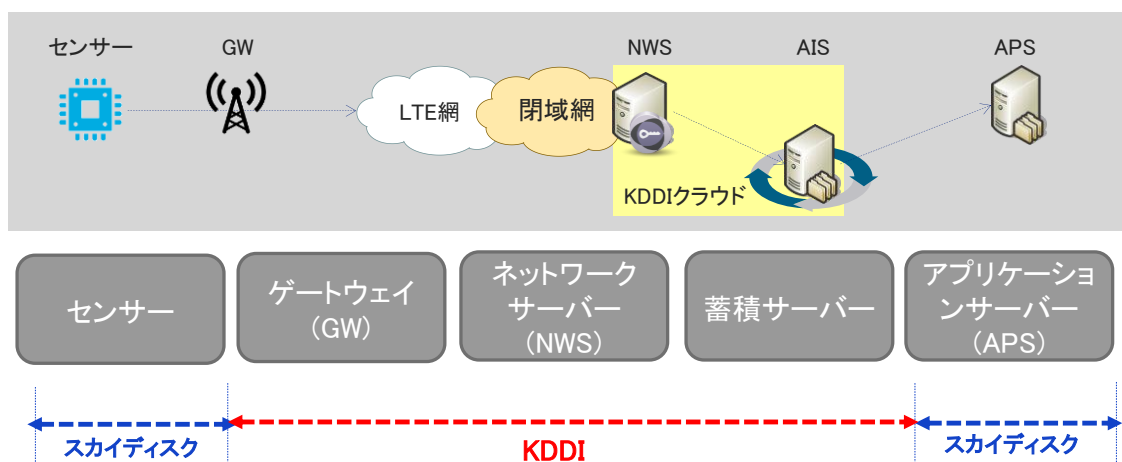 センサー
GW
NWS
AIS
APS
LTE網
閉域網
KDDIクラウド
センサー
ゲートウェイ
(GW)
ネットワーク
サーバー
(NWS)
蓄積サーバー
アプリケーショ
ンサーバー
(APS)
スカイディスク
KDDI
スカイディスク